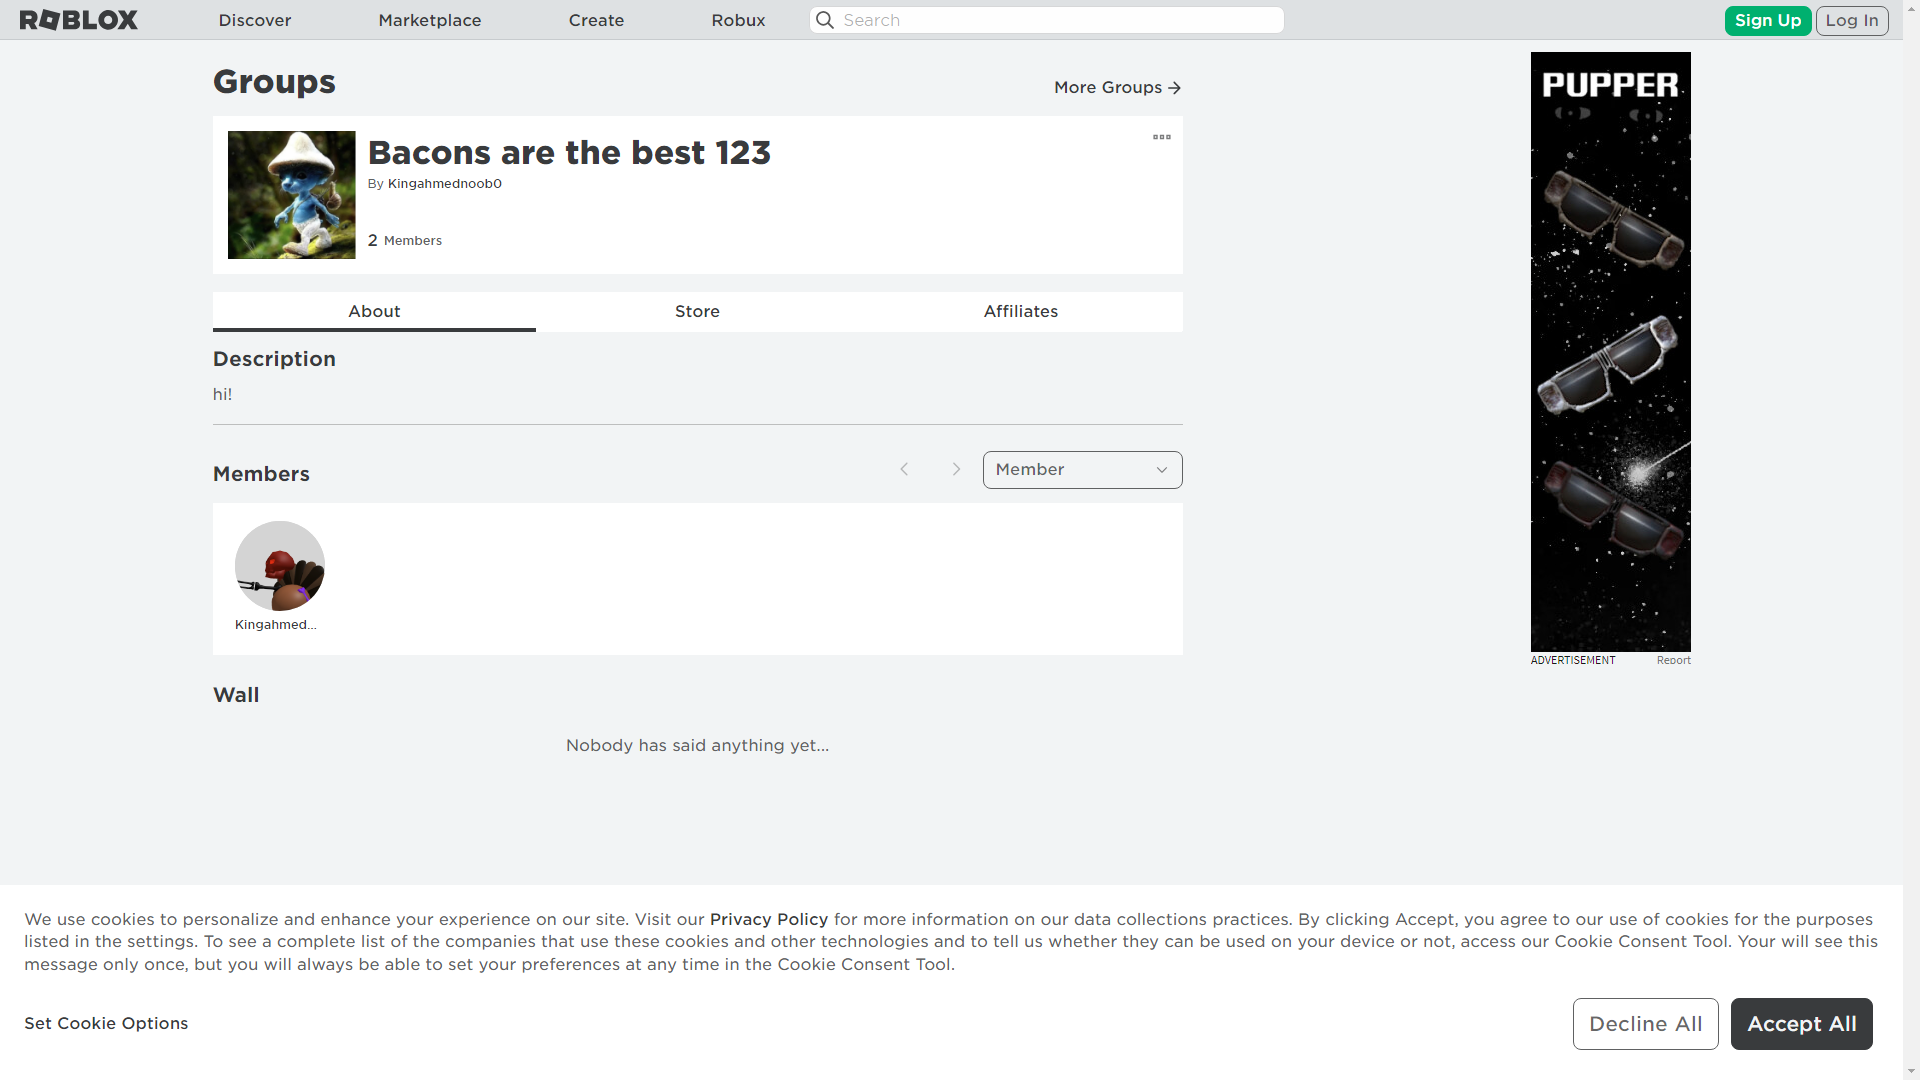 ROBLOX
Discover
Marketplace
Create
Robux
Search
Sign Up
Log In
Groups
More Groups
Bacons are the best 123
By Kingahmednoob0
2 Members
About
Store
Affiliates
Description
hi!
Members
Member
Kingahmed...
Wall
Nobody has said anything yet...
PUPPER
ADVERTISEMENT
Report
We use cookies to personalize and enhance your experience on our site. Visit our Privacy Policy for more information on our data collections practices. By clicking Accept, you agree to our use of cookies for the purposes
listed in the settings. To see a complete list of the companies that use these cookies and other technologies and to tell us whether they can be used on your device or not, access our Cookie Consent Tool. Your will see this
message only once, but you will always be able to set your preferences at any time in the Cookie Consent Tool.
Set Cookie Options
Decline All
Accept All